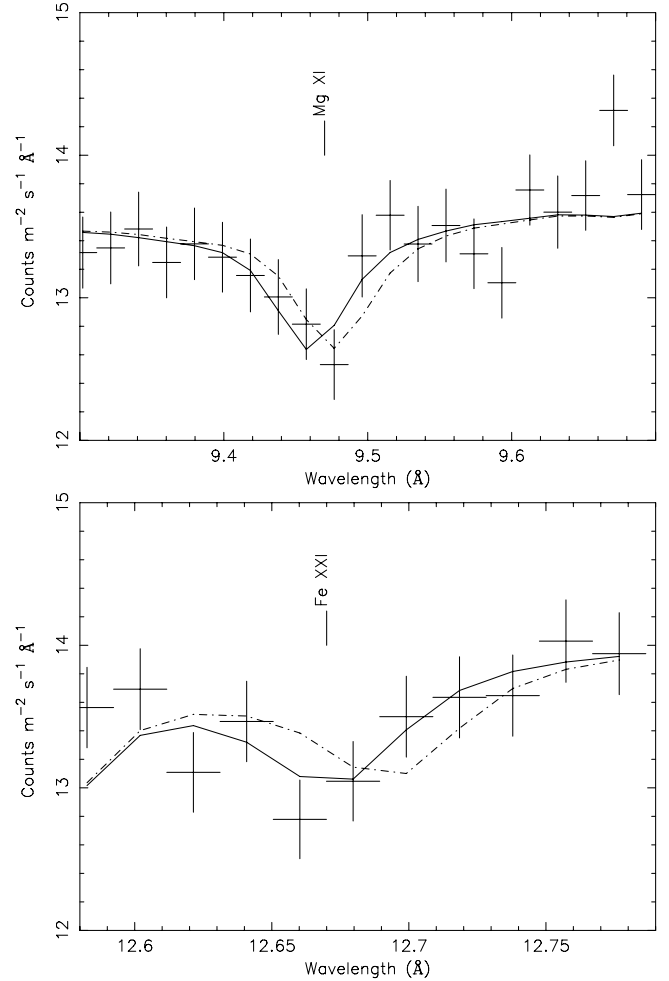 15
Mg XI
14
13
12
Counts m⁻² s⁻¹ Å⁻¹
9.4 9.5 9.6
Wavelength (Å)
15
Fe XXI
14
13
12
Counts m⁻² s⁻¹ Å⁻¹
12.6 12.65 12.7 12.75
Wavelength (Å)